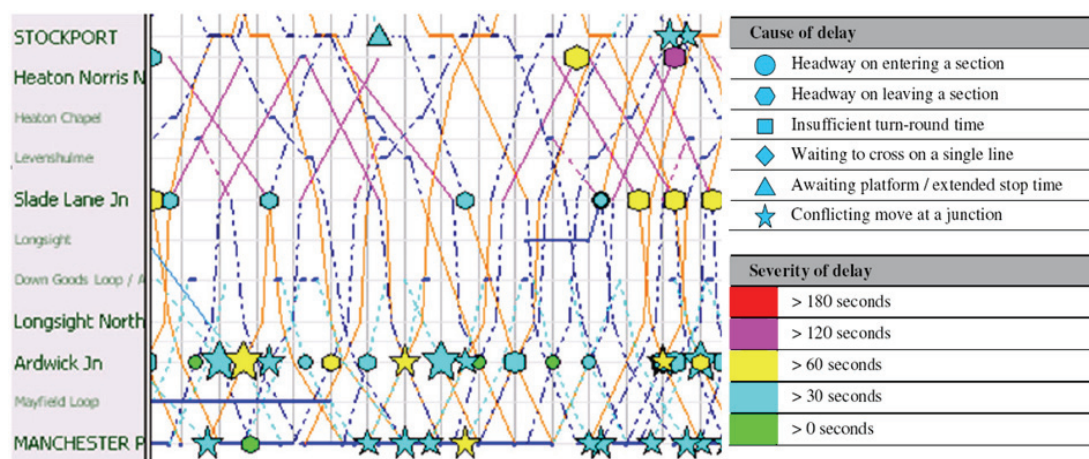 STOCKPORT
Heaton Norris N
Heaton Chapel
Levenshulme
Slade Lane Jn
Longsight
Down Goods Loop / A
Longsight North
Ardwick Jn
Mayfield Loop
MANCHESTER P
Cause of delay
Headway on entering a section
Headway on leaving a section
Insufficient turn-round time
Waiting to cross on a single line
Awaiting platform / extended stop time
Conflicting move at a junction
Severity of delay
> 180 seconds
> 120 seconds
> 60 seconds
> 30 seconds
> 0 seconds